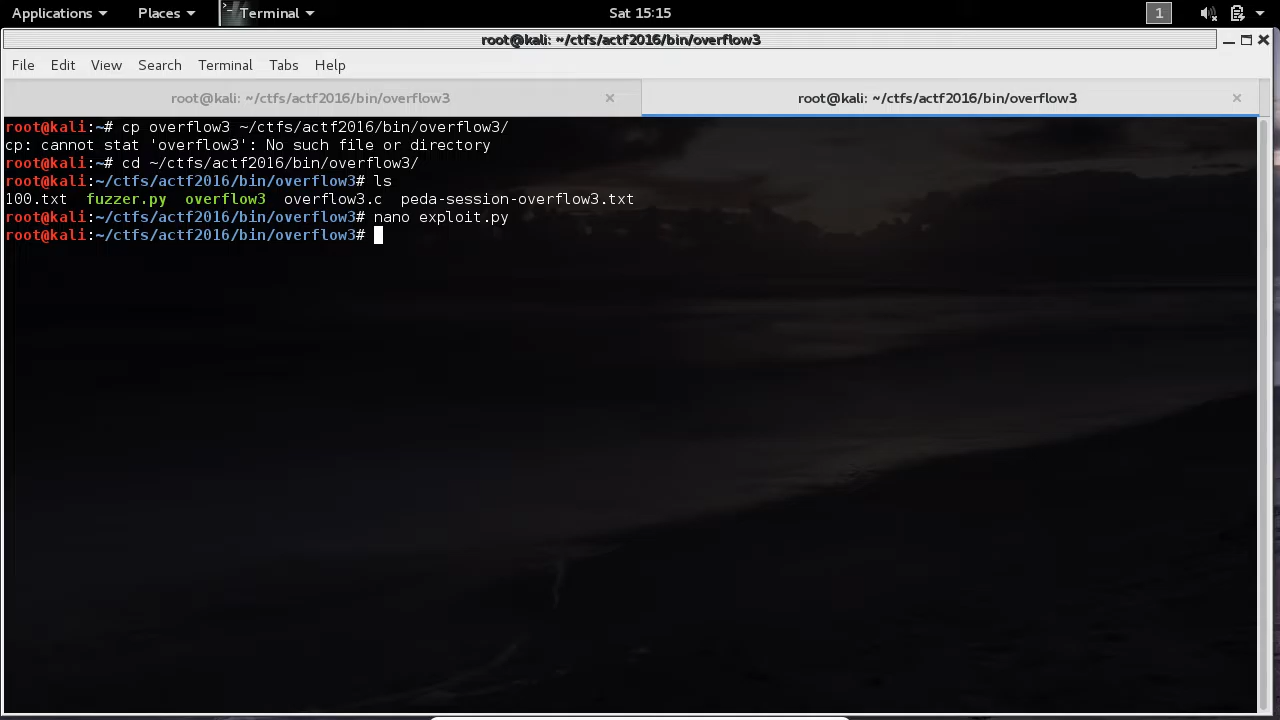 Applications Places Terminal Sat 15:15 1
root@kali: ~/ctfs/actf2016/bin/overflow3
File Edit View Search Terminal Tabs Help
root@kali: ~/ctfs/actf2016/bin/overflow3 × root@kali: ~/ctfs/actf2016/bin/overflow3 ×
root@kali:~# cp overflow3 ~/ctfs/actf2016/bin/overflow3/
cp: cannot stat 'overflow3': No such file or directory
root@kali:~# cd ~/ctfs/actf2016/bin/overflow3/
root@kali:~/ctfs/actf2016/bin/overflow3# ls
100.txt fuzzer.py overflow3 overflow3.c peda-session-overflow3.txt
root@kali:~/ctfs/actf2016/bin/overflow3# nano exploit.py
root@kali:~/ctfs/actf2016/bin/overflow3#